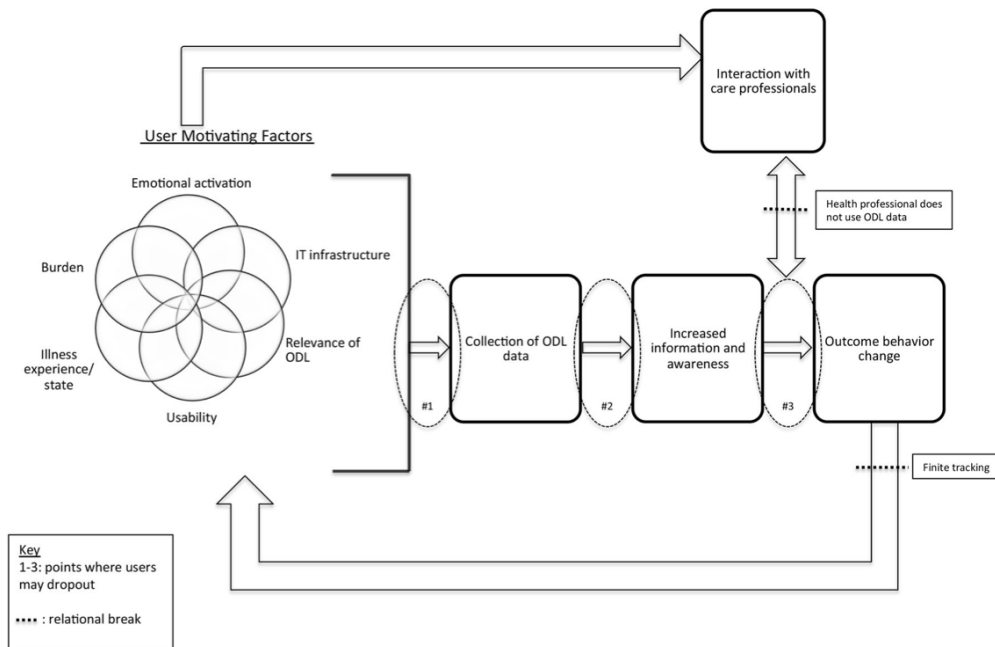 Interaction with
care professionals
User Motivating Factors
Emotional activation
Health professional does
not use ODL data
IT infrastructure
Burden
Collection of ODL
data
Increased
information and
awareness
Outcome behavior
change
Relevance of
ODL
Illness
experience/
state
#1
#2
#3
Usability
Finite tracking
Key
1-3: points where users
may dropout
: relational break